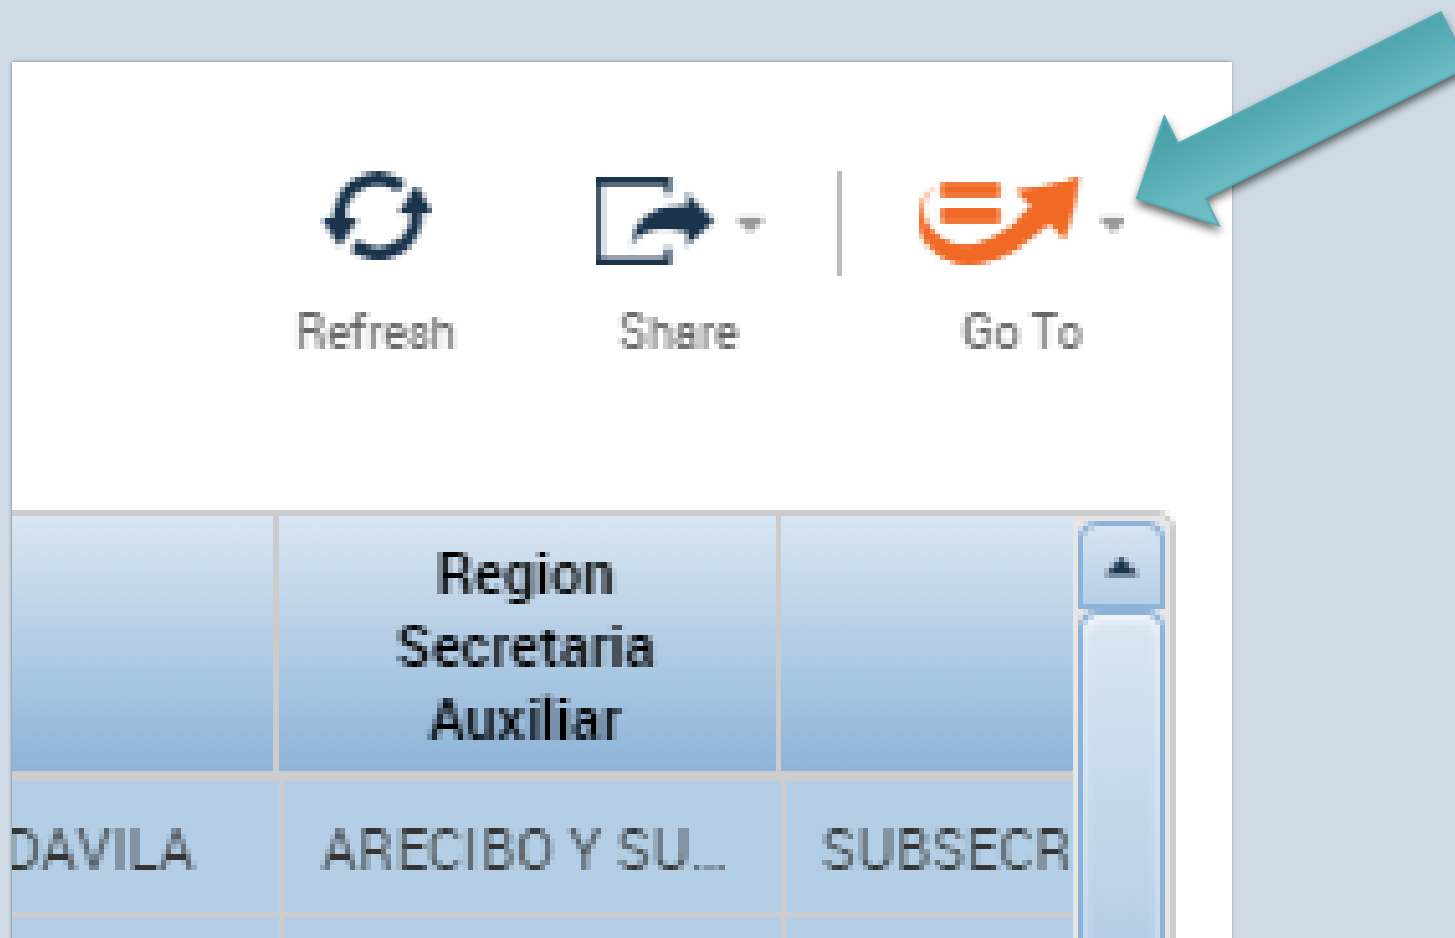 Refresh
Share
Go To
Region
Secretaria
Auxiliar
DAVILA
ARECIBO Y SU...
SUBSECR